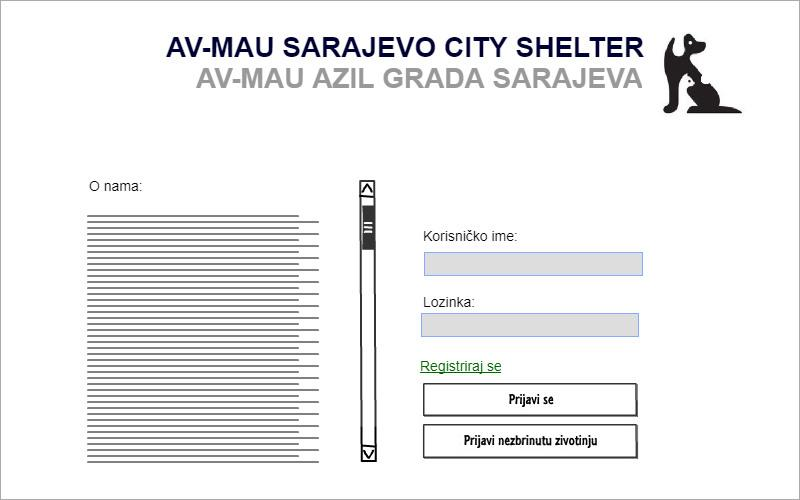 AV-MAU SARAJEVO CITY SHELTER
AV-MAU AZIL GRADA SARAJEVA
O nama:
Korisničko ime:
Lozinka:
Registriraj se
Prijavi se
Prijavi nezbrinutu zivotinju